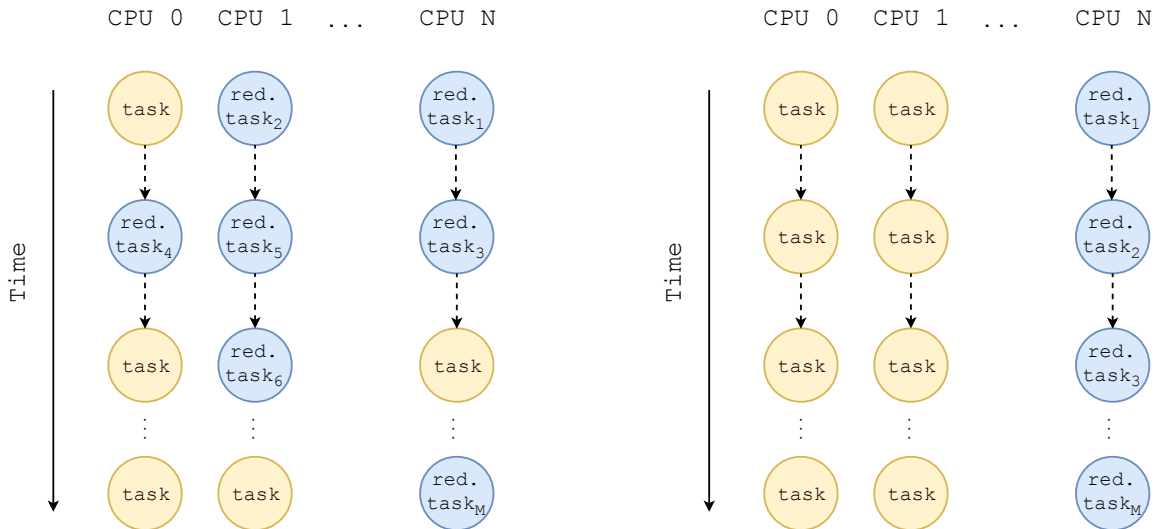 CPU 0 CPU 1 ... CPU N
task
red.
task2
red.
task1
red.
task4
red.
task5
red.
task3
task
red.
task6
task
task
task
red.
taskM
Time
CPU 0 CPU 1 ... CPU N
task
task
red.
task1
task
task
red.
task2
task
task
red.
task3
task
task
red.
taskM
Time